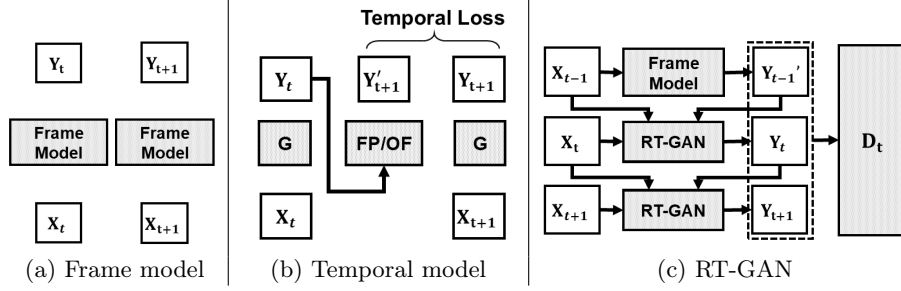 Y_t Y_{t+1}
Frame Model Frame Model
X_t X_{t+1}
(a) Frame model
Temporal Loss
Y_t Y'_{t+1} Y_{t+1}
G FP/OF G
X_t X_{t+1}
(b) Temporal model
X_{t-1} Frame Model Y_{t-1}'
X_t RT-GAN Y_t
X_{t+1} RT-GAN Y_{t+1}
D_t
(c) RT-GAN